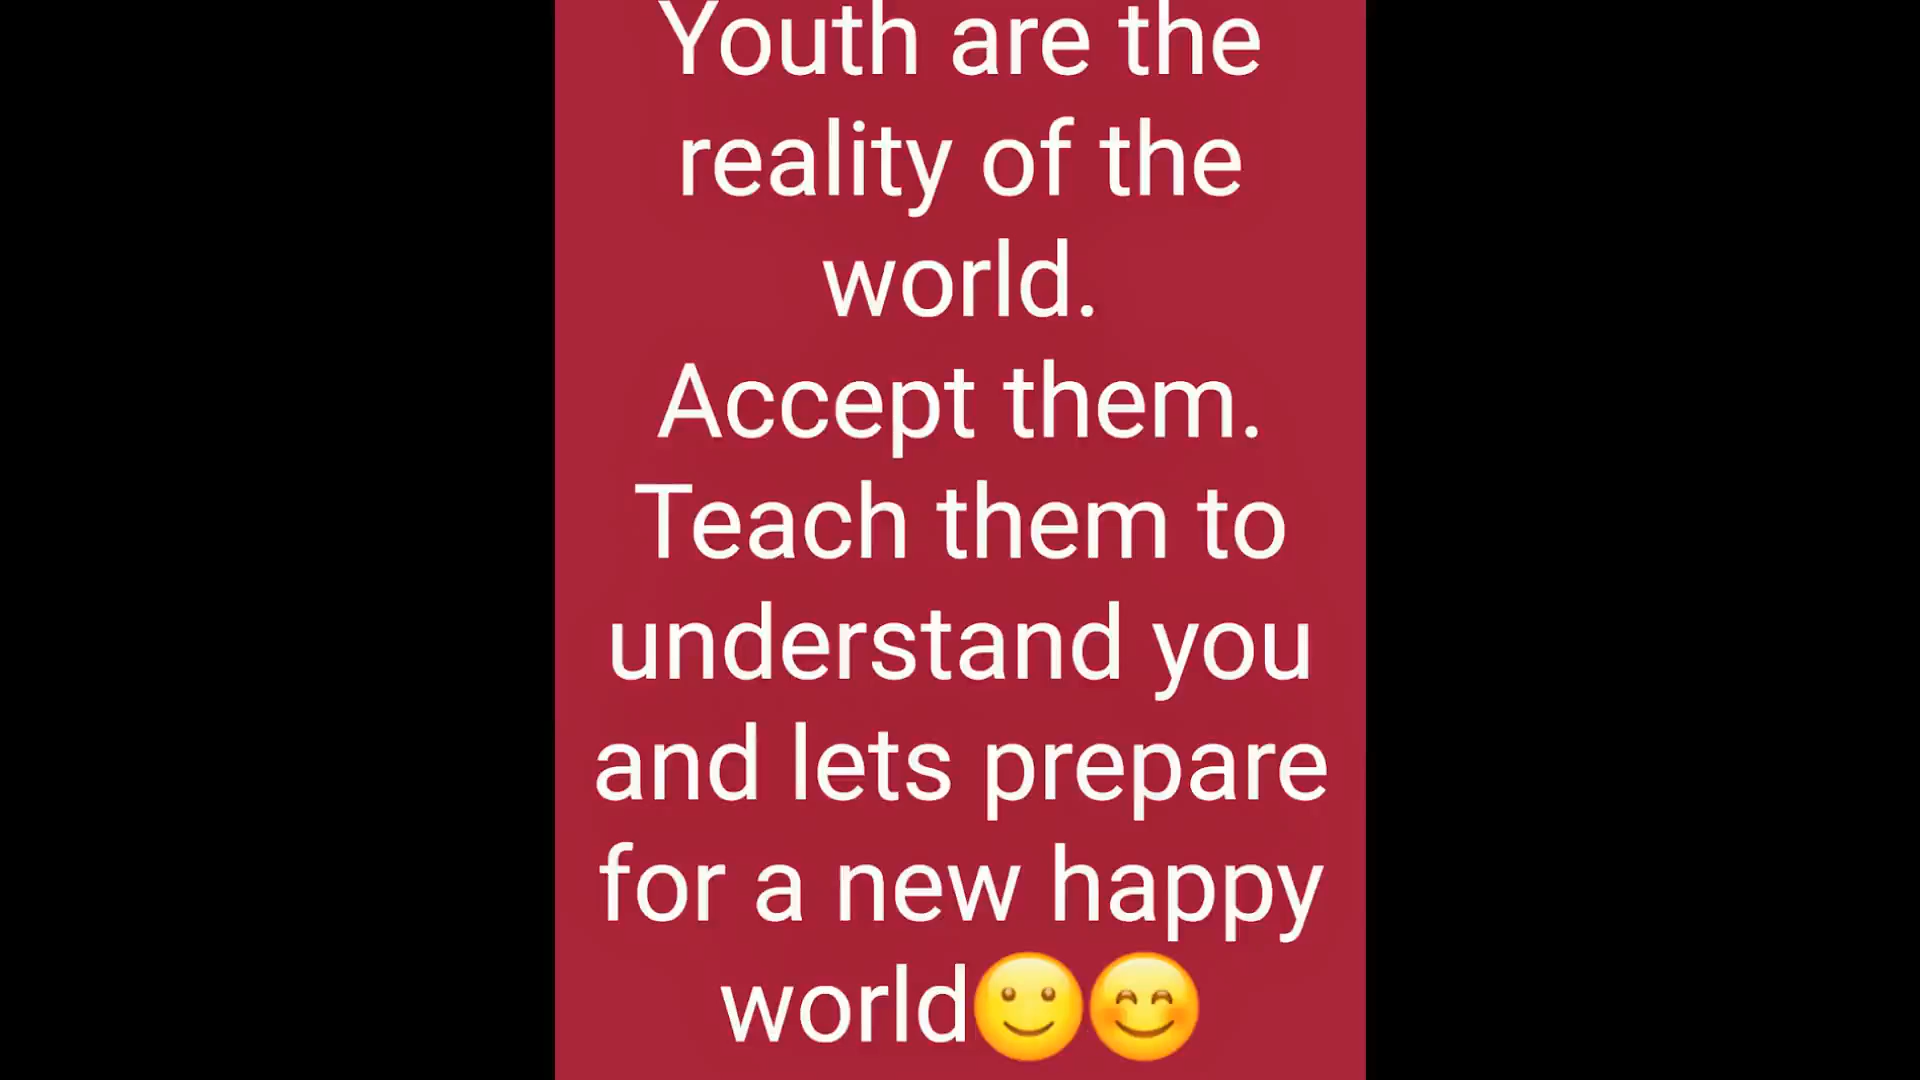 Youth are the
reality of the
world.
Accept them.
Teach them to
understand you
and lets prepare
for a new happy
world🙂😊